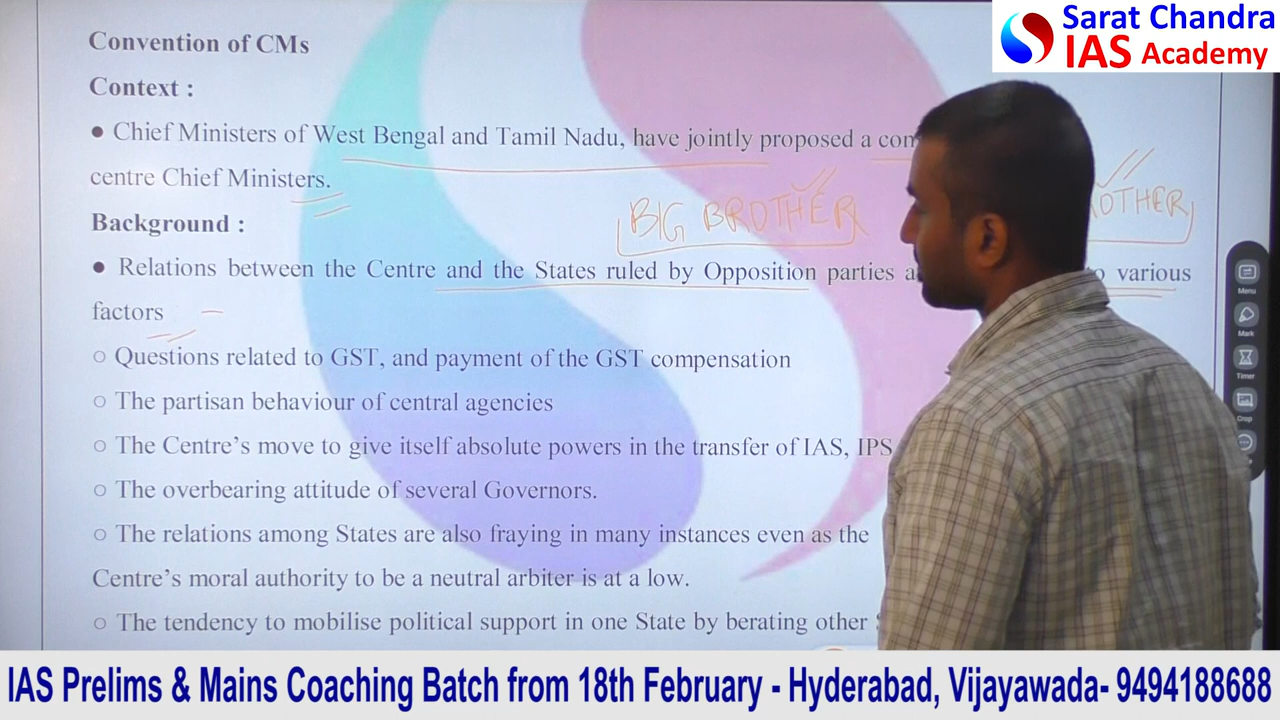 Sarat Chandra
IAS Academy
Convention of CMs
Context :
● Chief Ministers of West Bengal and Tamil Nadu, have jointly proposed a
centre Chief Ministers.
BIG BROTHER
Background :
● Relations between the Centre and the States ruled by Opposition parties various
factors
○ Questions related to GST, and payment of the GST compensation
○ The partisan behaviour of central agencies
○ The Centre's move to give itself absolute powers in the transfer of IAS, IPS
○ The overbearing attitude of several Governors.
○ The relations among States are also fraying in many instances even as the
Centre's moral authority to be a neutral arbiter is at a low.
○ The tendency to mobilise political support in one State by berating other
Menu
Mark
Timer
Crop
IAS Prelims & Mains Coaching Batch from 18th February - Hyderabad, Vijayawada- 9494188688